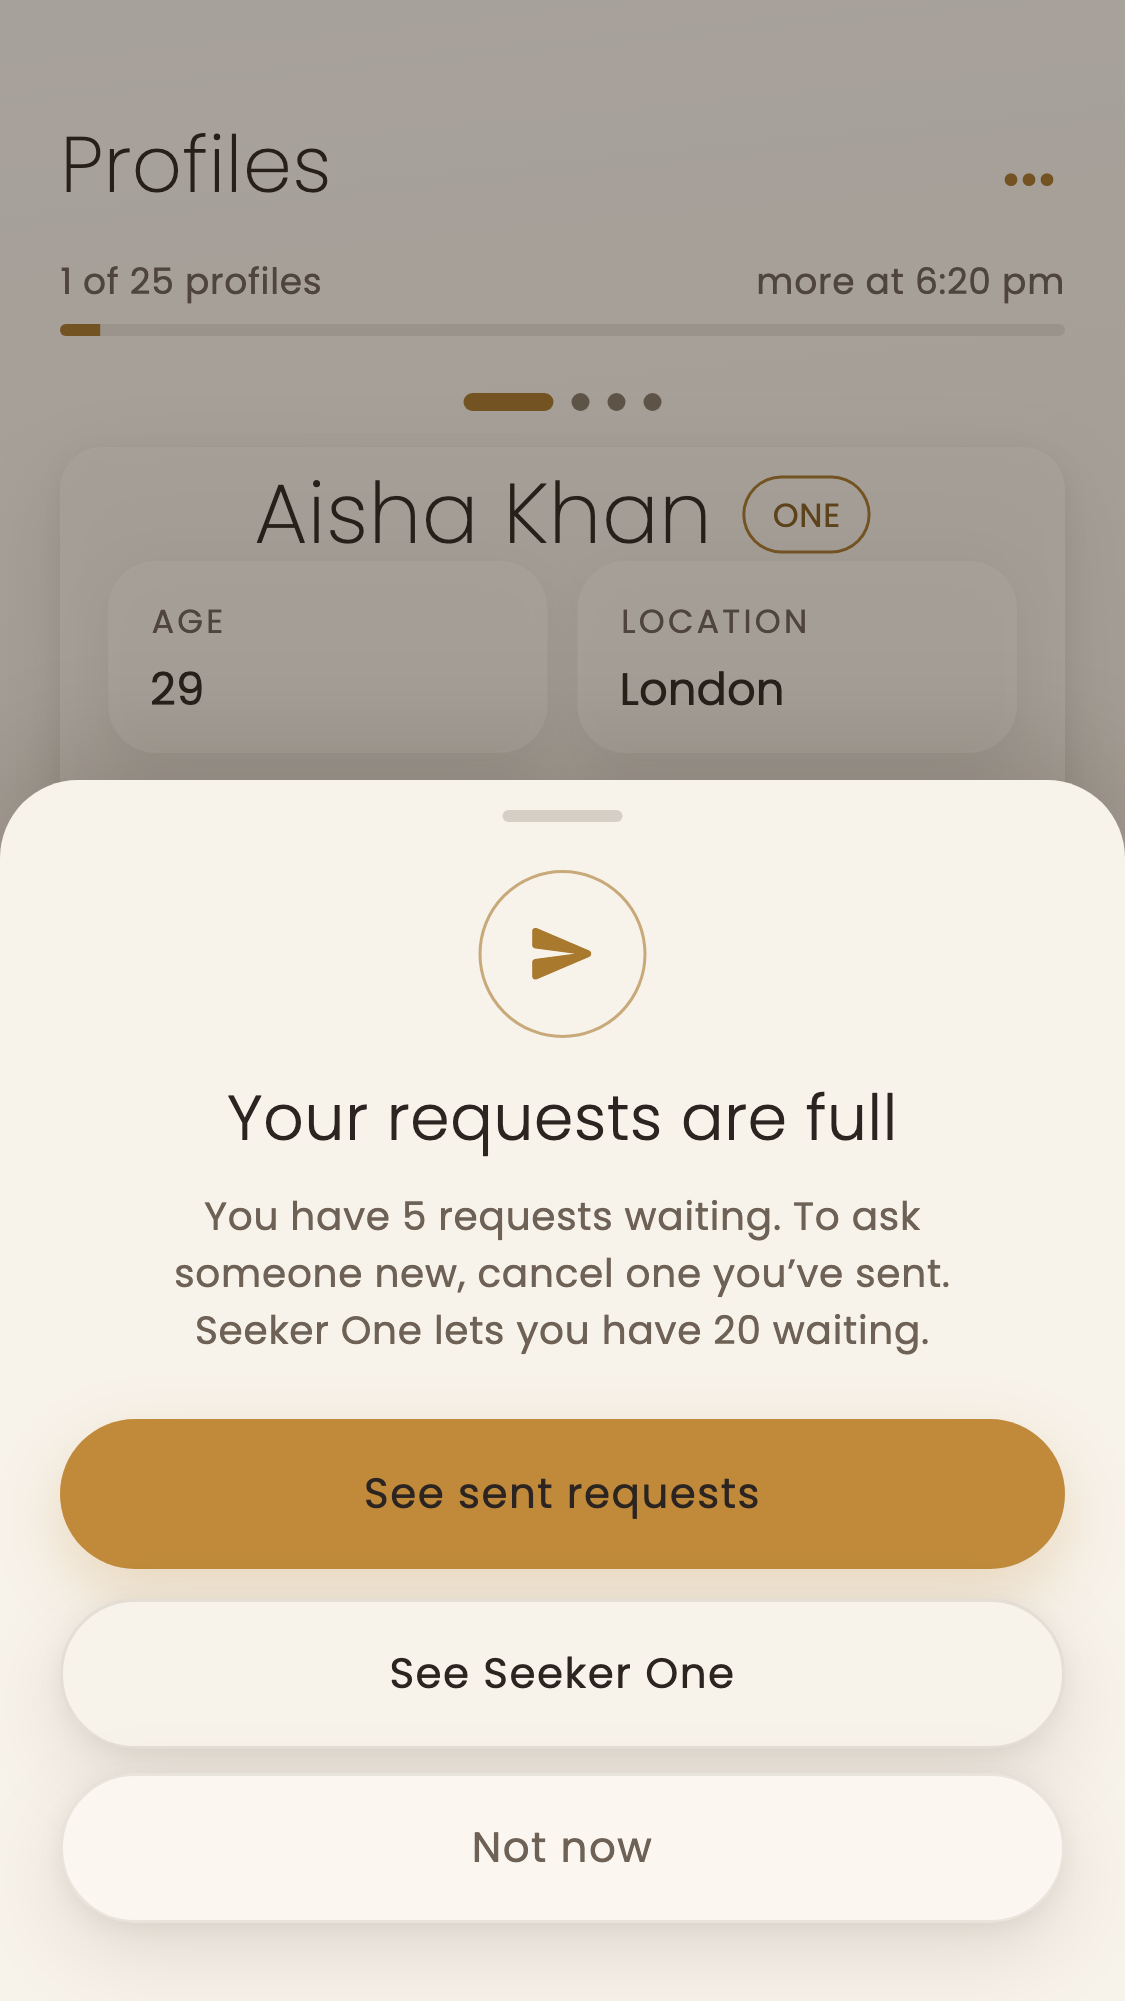 Profiles
1 of 25 profiles
more at 6:20 pm
Aisha Khan
ONE
AGE
LOCATION
29
London
Your requests are full
You have 5 requests waiting. To ask
someone new, cancel one you’ve sent.
Seeker One lets you have 20 waiting.
See sent requests
See Seeker One
Not now